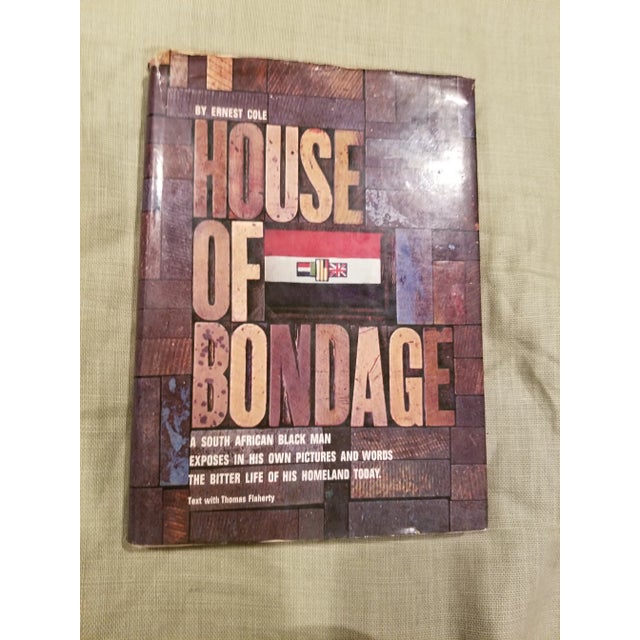 BY ERNEST COLE
HOUSE
OF
BONDAGE
A SOUTH AFRICAN BLACK MAN
EXPOSES IN HIS OWN PICTURES AND WORDS
THE BITTER LIFE OF HIS HOMELAND TODAY.
Text with Thomas Flaherty